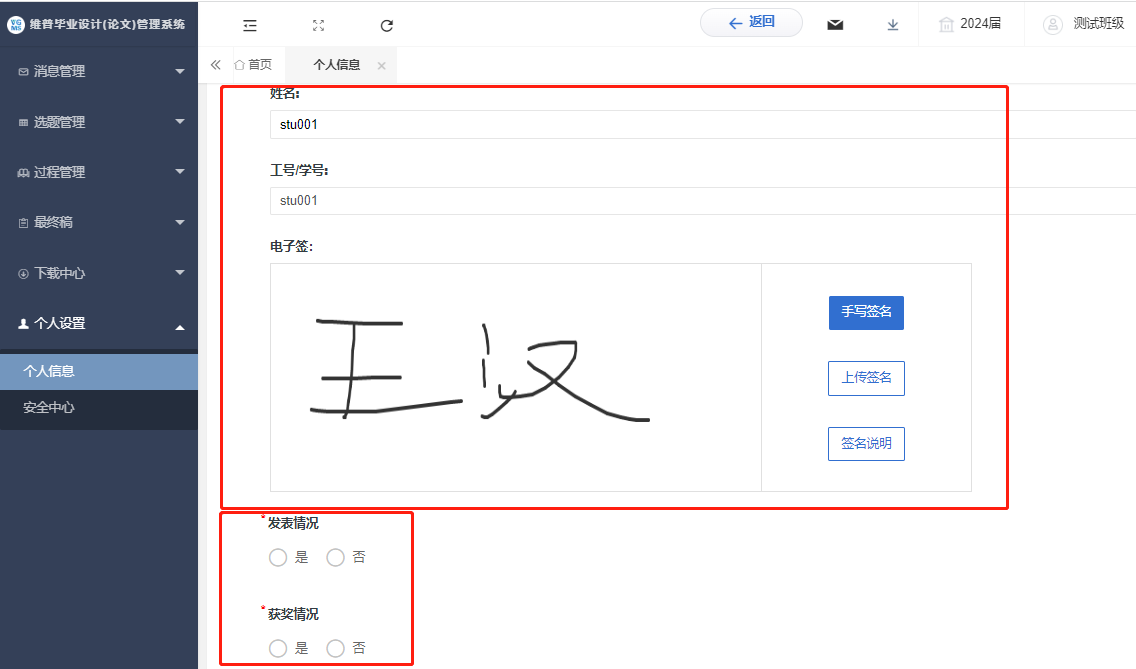 维普毕业设计(论文)管理系统
返回
2024届
测试班级
首页
个人信息
消息管理
选题管理
过程管理
最终稿
下载中心
个人设置
个人信息
安全中心
姓名:
stu001
工号/学号:
stu001
电子签:
手写签名
上传签名
签名说明
*发表情况
是 否
*获奖情况
是 否